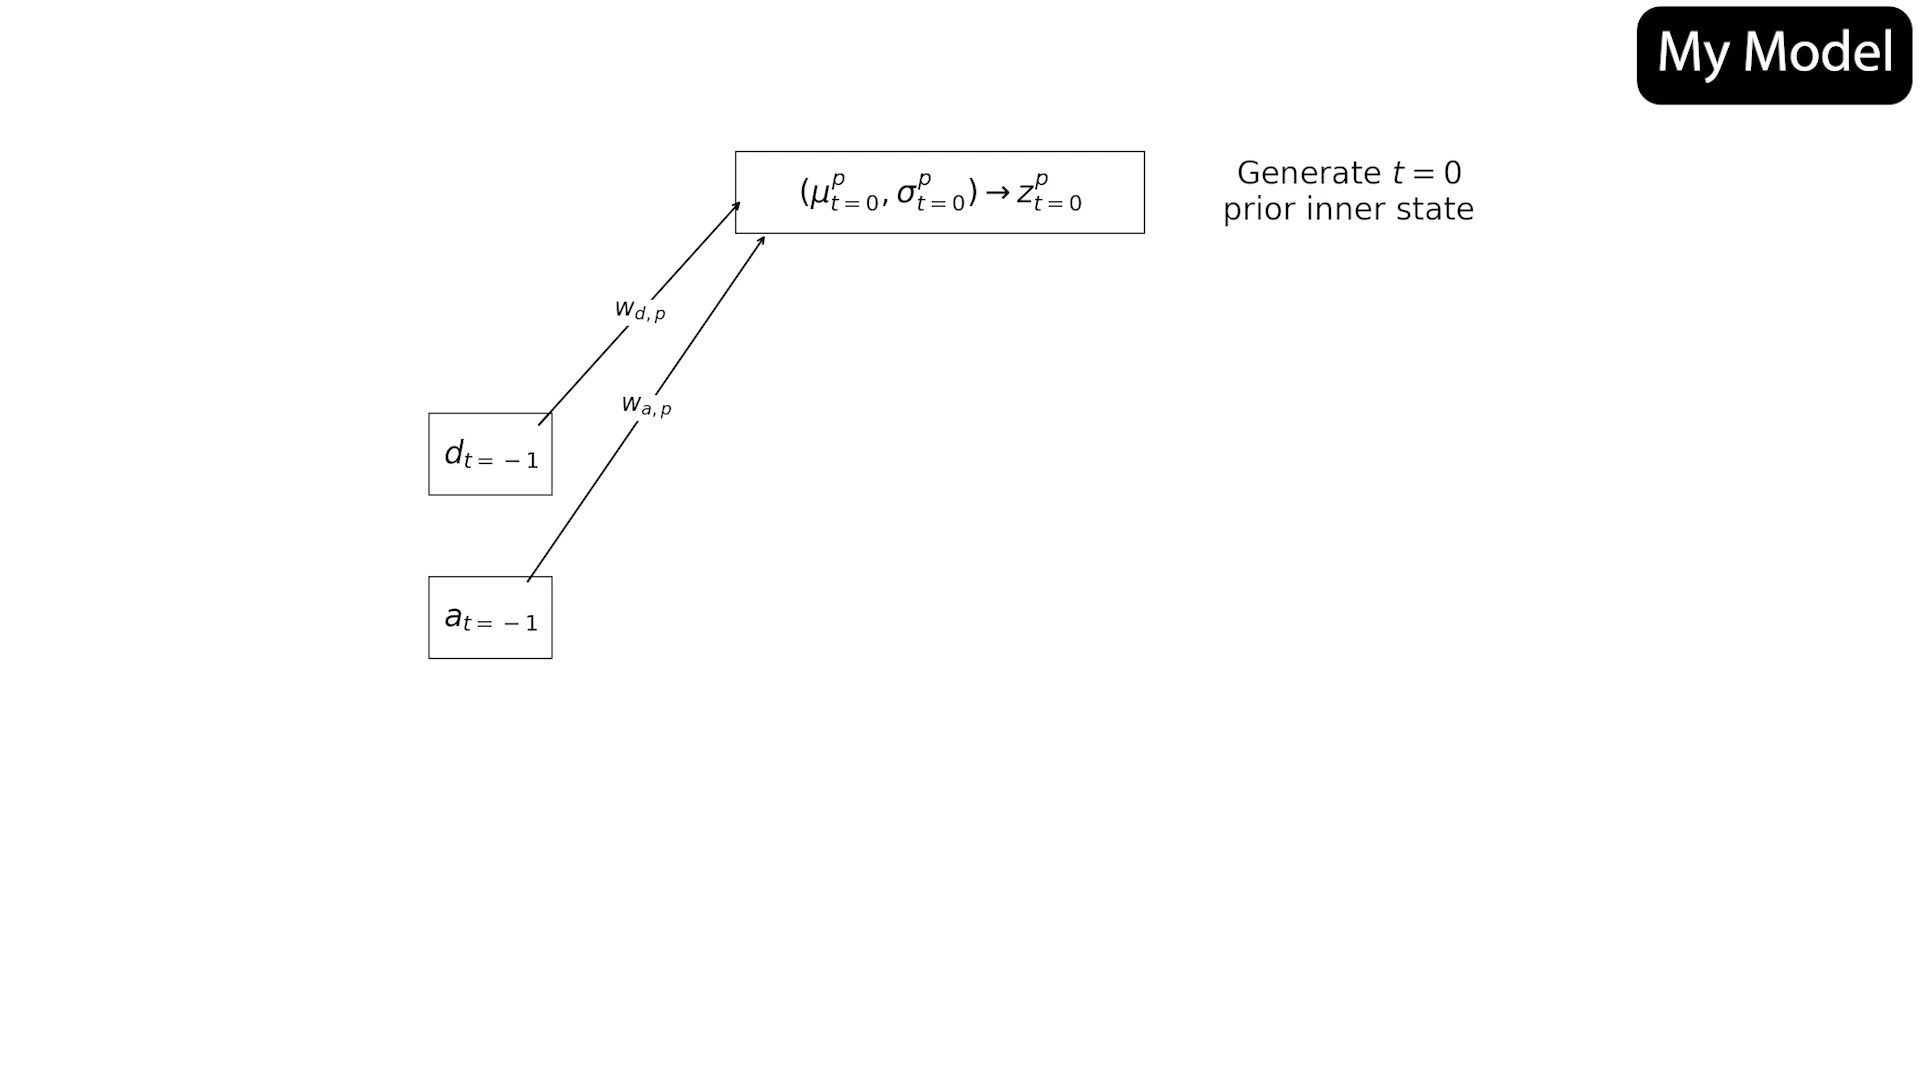 My Model
(μ^p_{t=0}, σ^p_{t=0}) → z^p_{t=0}
Generate t = 0
prior inner state
w_{d,p}
w_{a,p}
d_{t=-1}
a_{t=-1}